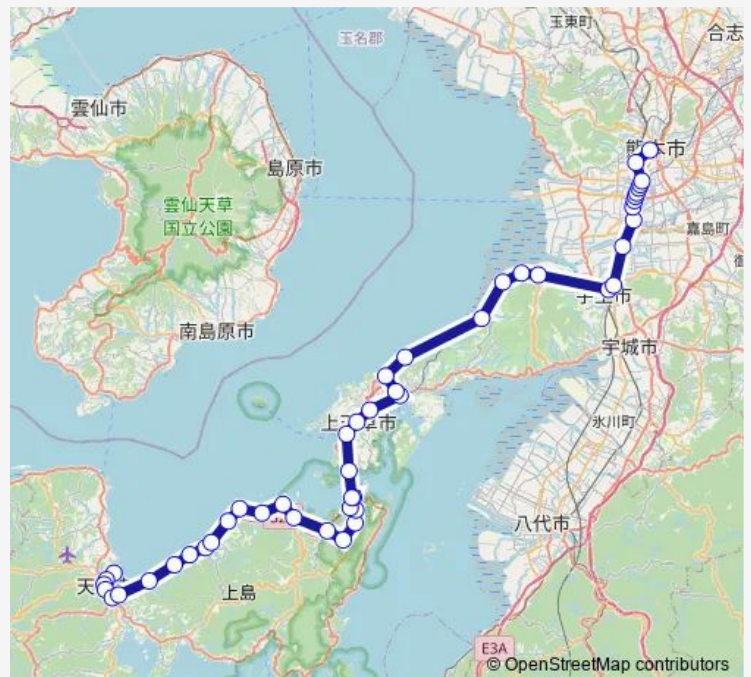 玉東町
合志
玉名郡
雲仙市
熊本市
島原市
雲仙天草
国立公園
嘉島町
宇土市
南島原市
宇城市
氷川町
上天草市
八代市
天
上島
E3A
© OpenStreetMap contributors